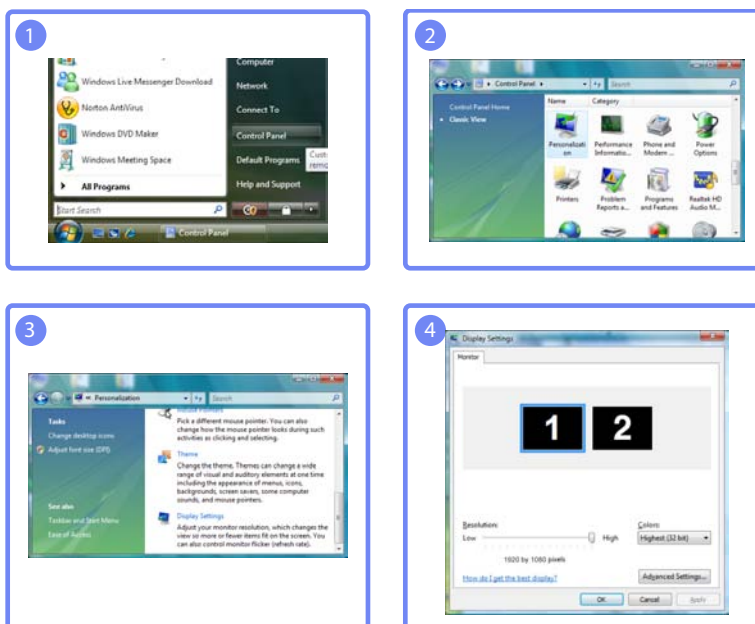 1
Computer
Windows Live Messenger Download
Network
Norton AntiVirus
Connect To
Windows DVD Maker
Control Panel
Windows Meeting Space
Default Programs
All Programs
Help and Support
Start Search
Control Panel
2
Control Panel
Search
Control Panel Home
Classic View
Name Category
Personalizati
on
Performance
Informatio...
Phone and
Modem ...
Power
Options
Printers
Problem
Reports a...
Programs
and Features
Realtek HD
Audio M...
3
Personalization
Search
Tasks
Change desktop icons
Adjust font size (DPI)
See also
Taskbar and Start Menu
Ease of Access
Mouse Pointers
Pick a different mouse pointer. You can also
change how the mouse pointer looks during such
activities as clicking and selecting.
Theme
Change the theme. Themes can change a wide
range of visual and auditory elements at one time
including the appearance of menus, icons,
backgrounds, screen savers, some computer
sounds, and mouse pointers.
Display Settings
Adjust your monitor resolution, which changes the
view so more or fewer items fit on the screen. You
can also control monitor flicker (refresh rate).
4
Display Settings
Monitor
1 2
Resolution:
Colors:
Low High
Highest (32 bit)
1920 by 1080 pixels
How do I get the best display?
Advanced Settings...
OK Cancel Apply